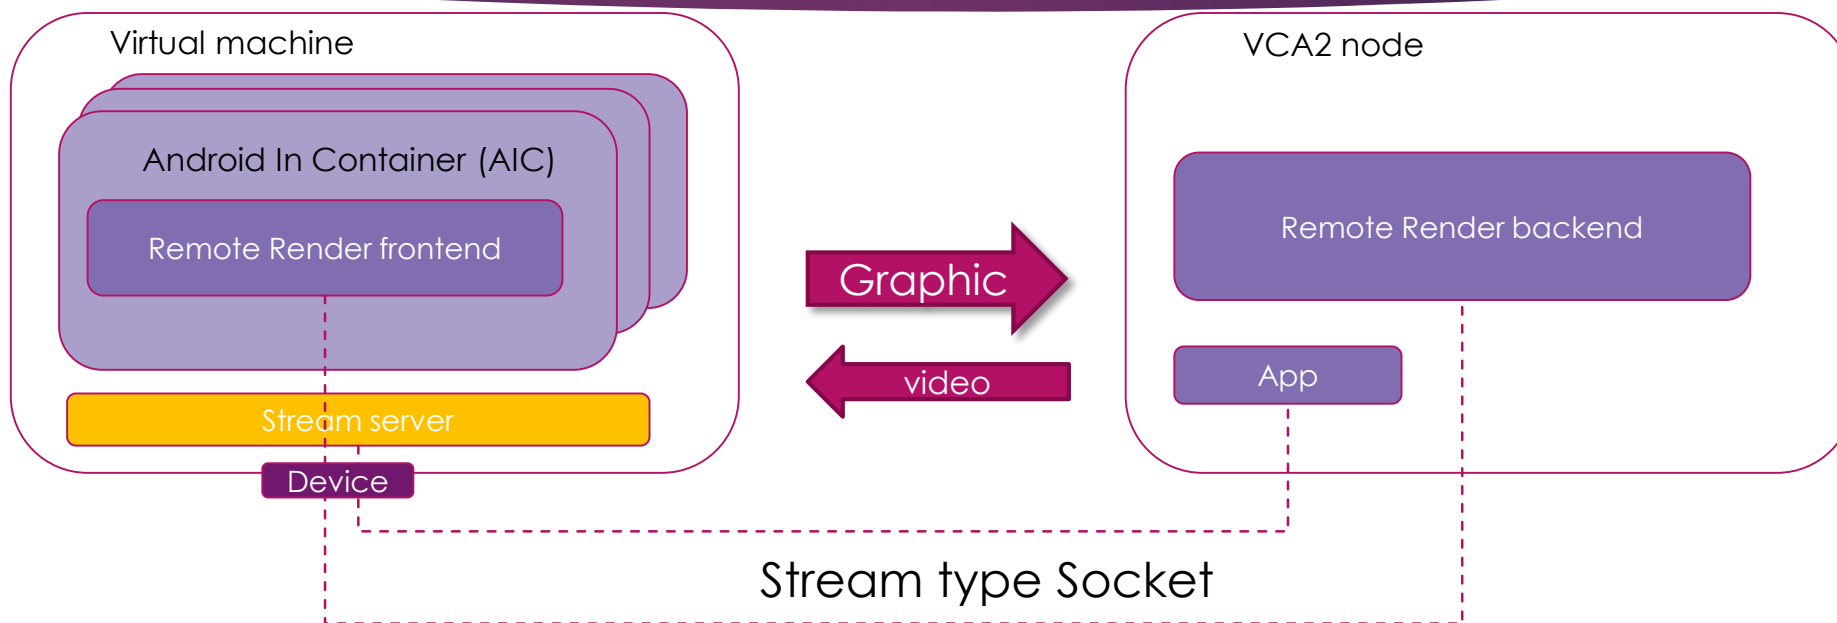 Virtual machine
VCA2 node
Android In Container (AIC)
Remote Render frontend
Remote Render backend
Graphic
video
App
Stream server
Device
Stream type Socket